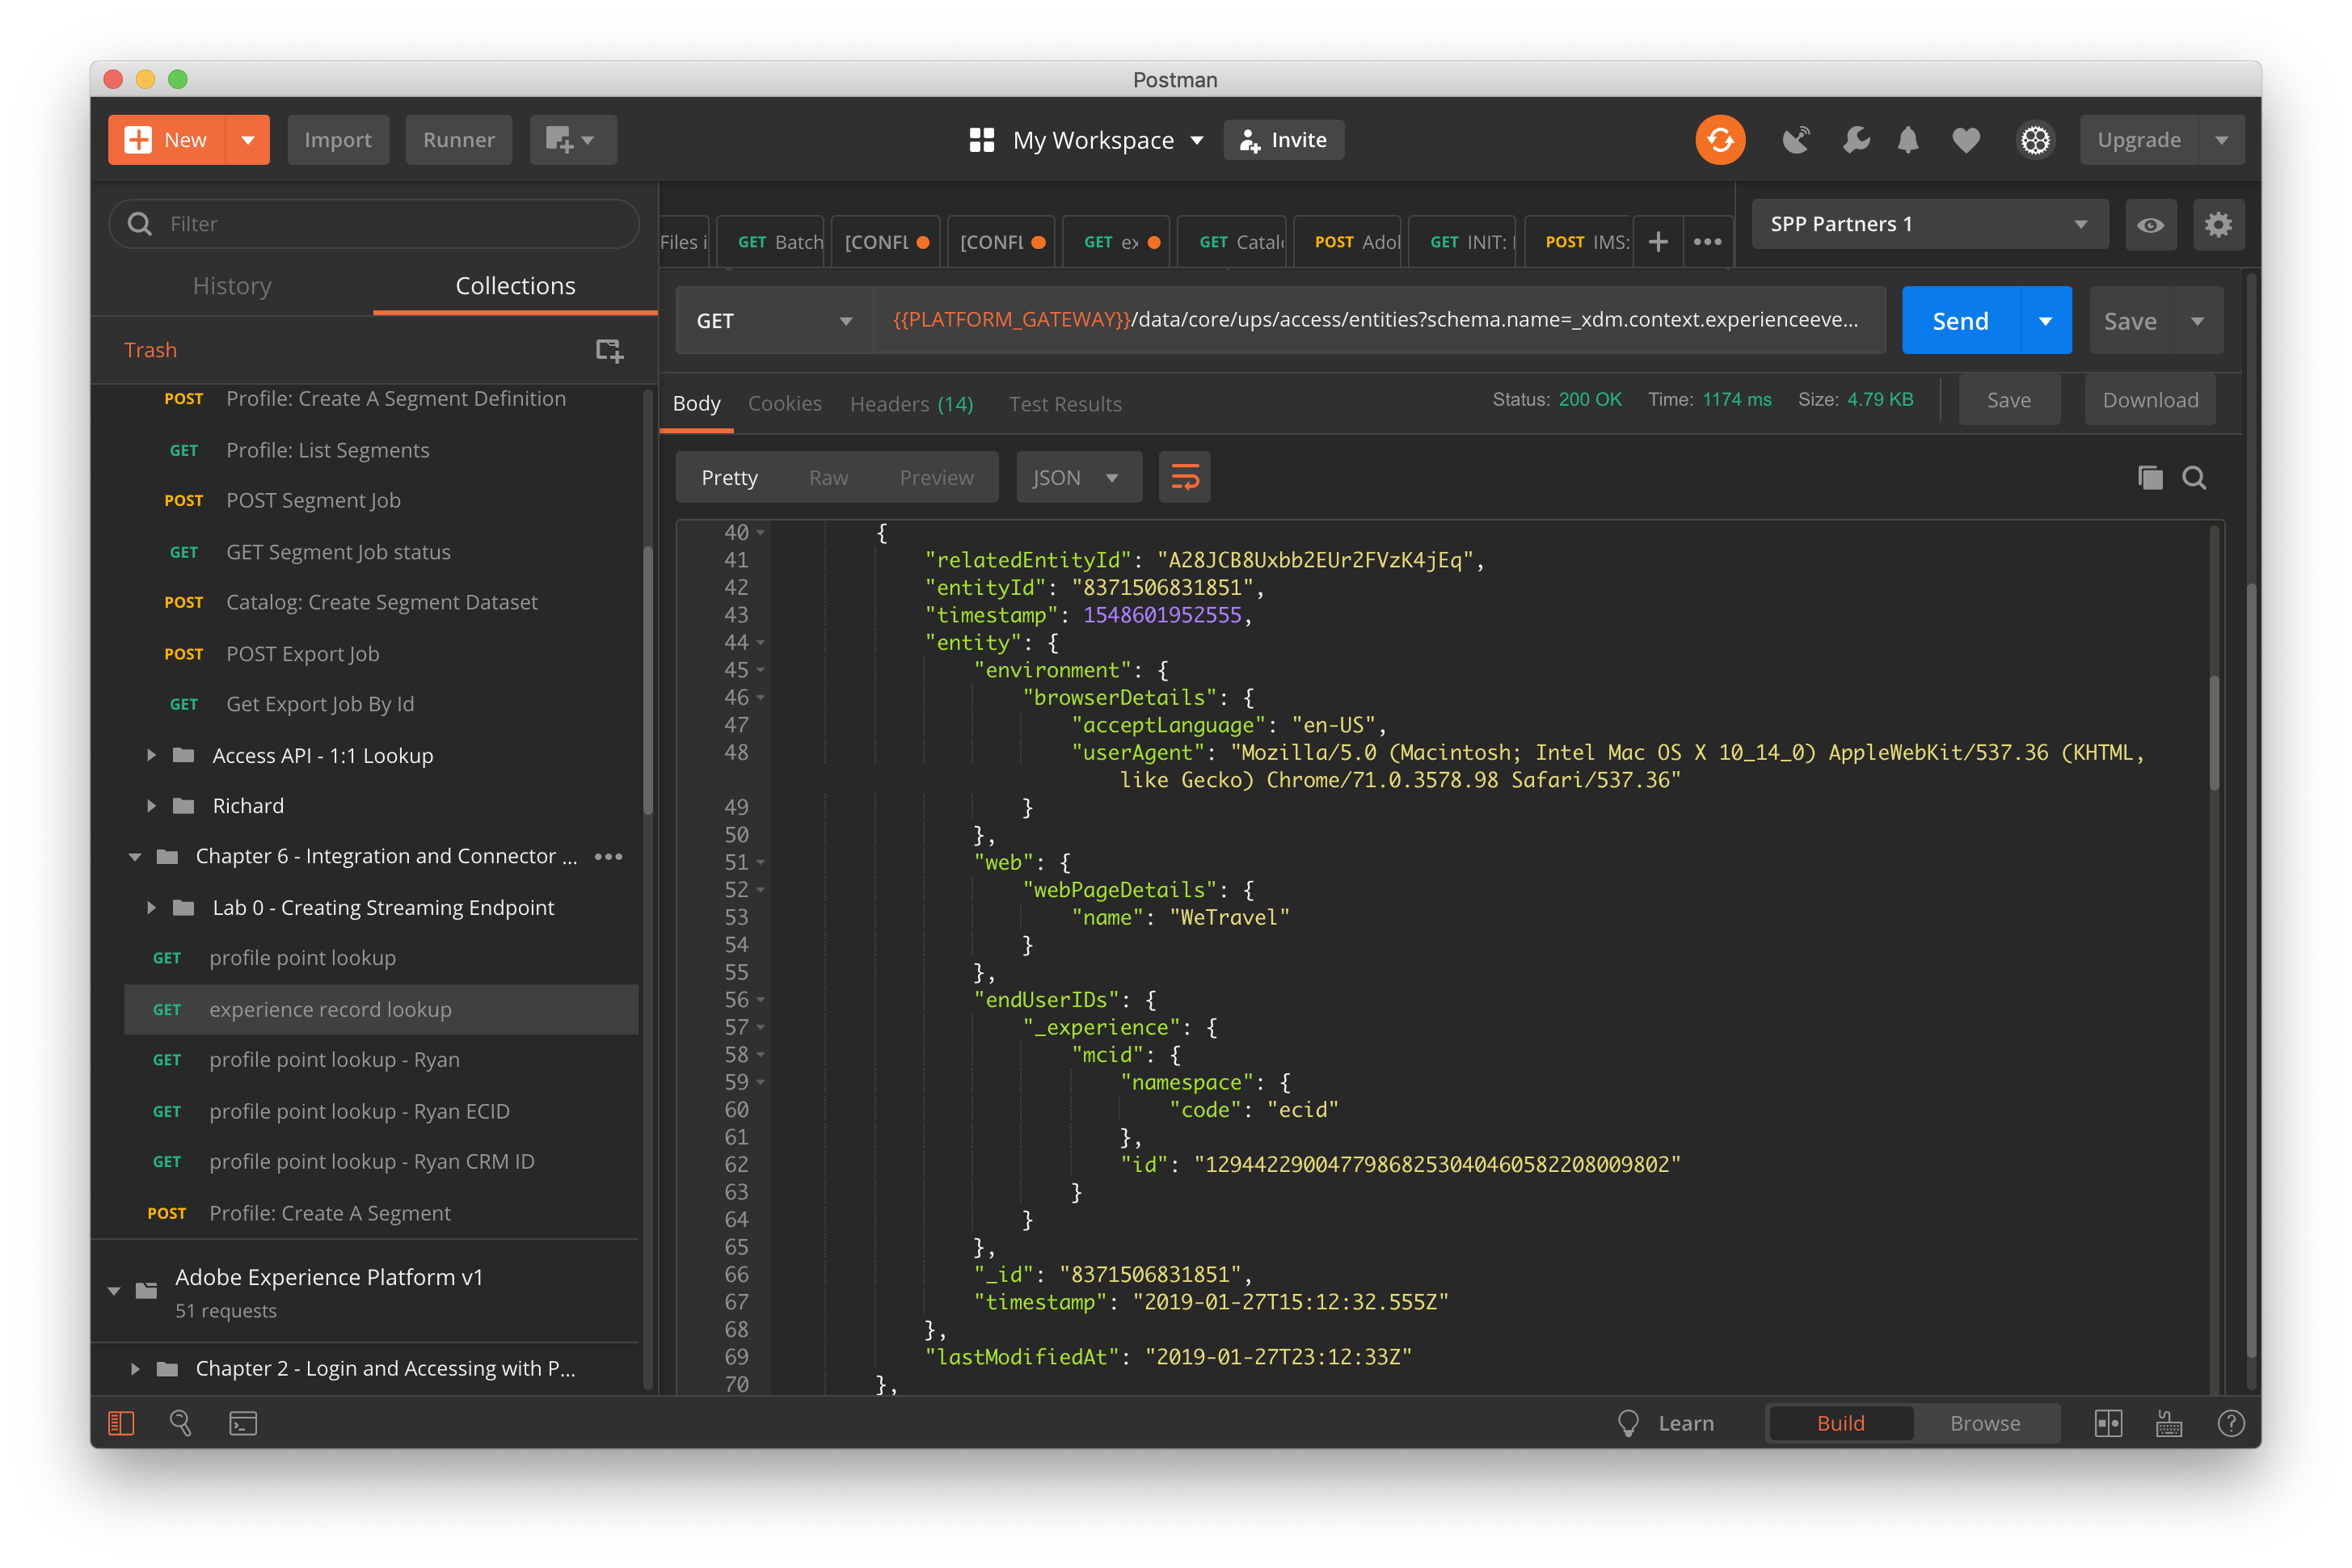 Postman
New
Import
Runner
My Workspace
Invite
Upgrade
Filter
History
Collections
Trash
POST Profile: Create A Segment Definition
GET Profile: List Segments
POST POST Segment Job
GET GET Segment Job status
POST Catalog: Create Segment Dataset
POST POST Export Job
GET Get Export Job By Id
Access API - 1:1 Lookup
Richard
Chapter 6 - Integration and Connector ...
Lab 0 - Creating Streaming Endpoint
GET profile point lookup
GET experience record lookup
GET profile point lookup - Ryan
GET profile point lookup - Ryan ECID
GET profile point lookup - Ryan CRM ID
POST Profile: Create A Segment
Adobe Experience Platform v1
51 requests
Chapter 2 - Login and Accessing with P...
Files i GET Batch [CONFL [CONFL GET ex GET Catal POST Adol GET INIT: POST IMS:
SPP Partners 1
GET {{PLATFORM_GATEWAY}}/data/core/ups/access/entities?schema.name=_xdm.context.experienceeve...
Send
Save
Body Cookies Headers (14) Test Results
Status: 200 OK Time: 1174 ms Size: 4.79 KB
Save
Download
Pretty Raw Preview JSON
40 {
41 "relatedEntityId": "A28JCB8Uxbb2EUr2FVzK4jEq",
42 "entityId": "8371506831851",
43 "timestamp": 1548601952555,
44 "entity": {
45 "environment": {
46 "browserDetails": {
47 "acceptLanguage": "en-US",
48 "userAgent": "Mozilla/5.0 (Macintosh; Intel Mac OS X 10_14_0) AppleWebKit/537.36 (KHTML,
like Gecko) Chrome/71.0.3578.98 Safari/537.36"
49 }
50 },
51 "web": {
52 "webPageDetails": {
53 "name": "WeTravel"
54 }
55 },
56 "endUserIDs": {
57 "_experience": {
58 "mcid": {
59 "namespace": {
60 "code": "ecid"
61 },
62 "id": "12944229004779868253040460582208009802"
63 }
64 }
65 },
66 "_id": "8371506831851",
67 "timestamp": "2019-01-27T15:12:32.555Z"
68 },
69 "lastModifiedAt": "2019-01-27T23:12:33Z"
70 },
Learn
Build
Browse